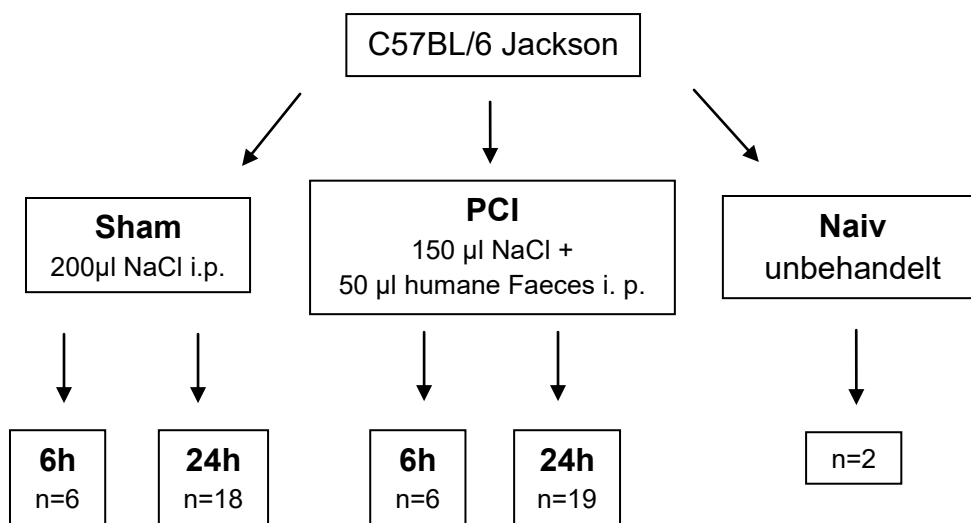 C57BL/6 Jackson
Sham
200µl NaCl i.p.
PCI
150 µl NaCl +
50 µl humane Faeces i. p.
Naiv
unbehandelt
6h
n=6
24h
n=18
6h
n=6
24h
n=19
n=2